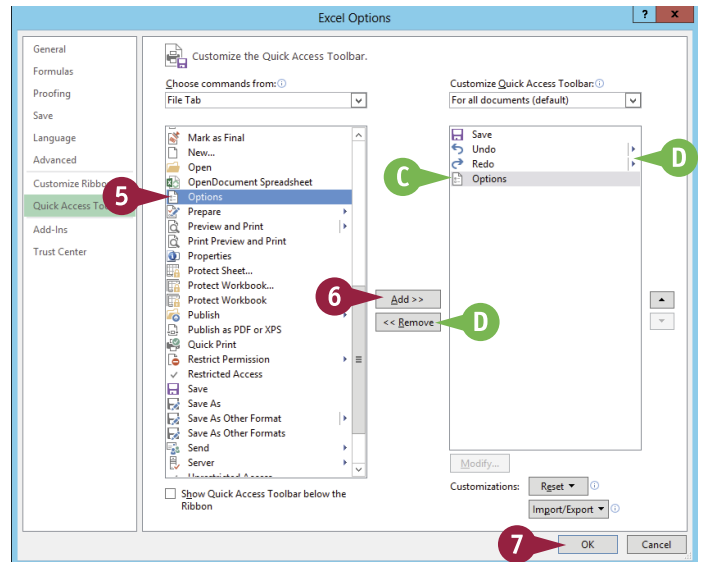 Excel Options
? x
General
Formulas
Proofing
Save
Language
Advanced
Customize Ribbo
Quick Access To
Add-Ins
Trust Center
Customize the Quick Access Toolbar.
Choose commands from:
File Tab
Mark as Final
New...
Open
OpenDocument Spreadsheet
5
Options
Prepare
Preview and Print
Print Preview and Print
Properties
Protect Sheet...
Protect Workbook...
Protect Workbook
Publish
Publish as PDF or XPS
Quick Print
Restrict Permission
Restricted Access
Save
Save As
Save As Other Format
Save As Other Formats
Send
Server
Show Quick Access Toolbar below the
Ribbon
6
Add >>
<< Remove
D
Customize Quick Access Toolbar:
For all documents (default)
Save
Undo
Redo
D
C
Options
Modify...
Customizations:
Reset
Import/Export
7
OK
Cancel